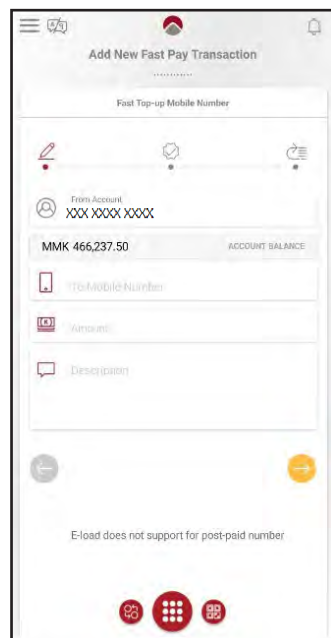 Add New Fast Pay Transaction
............
Fast Top-up Mobile Number
From Account
XXX XXXX XXXX
MMK 466,237.50 ACCOUNT BALANCE
To Mobile Number
Amount
Description
E-load does not support for post-paid number